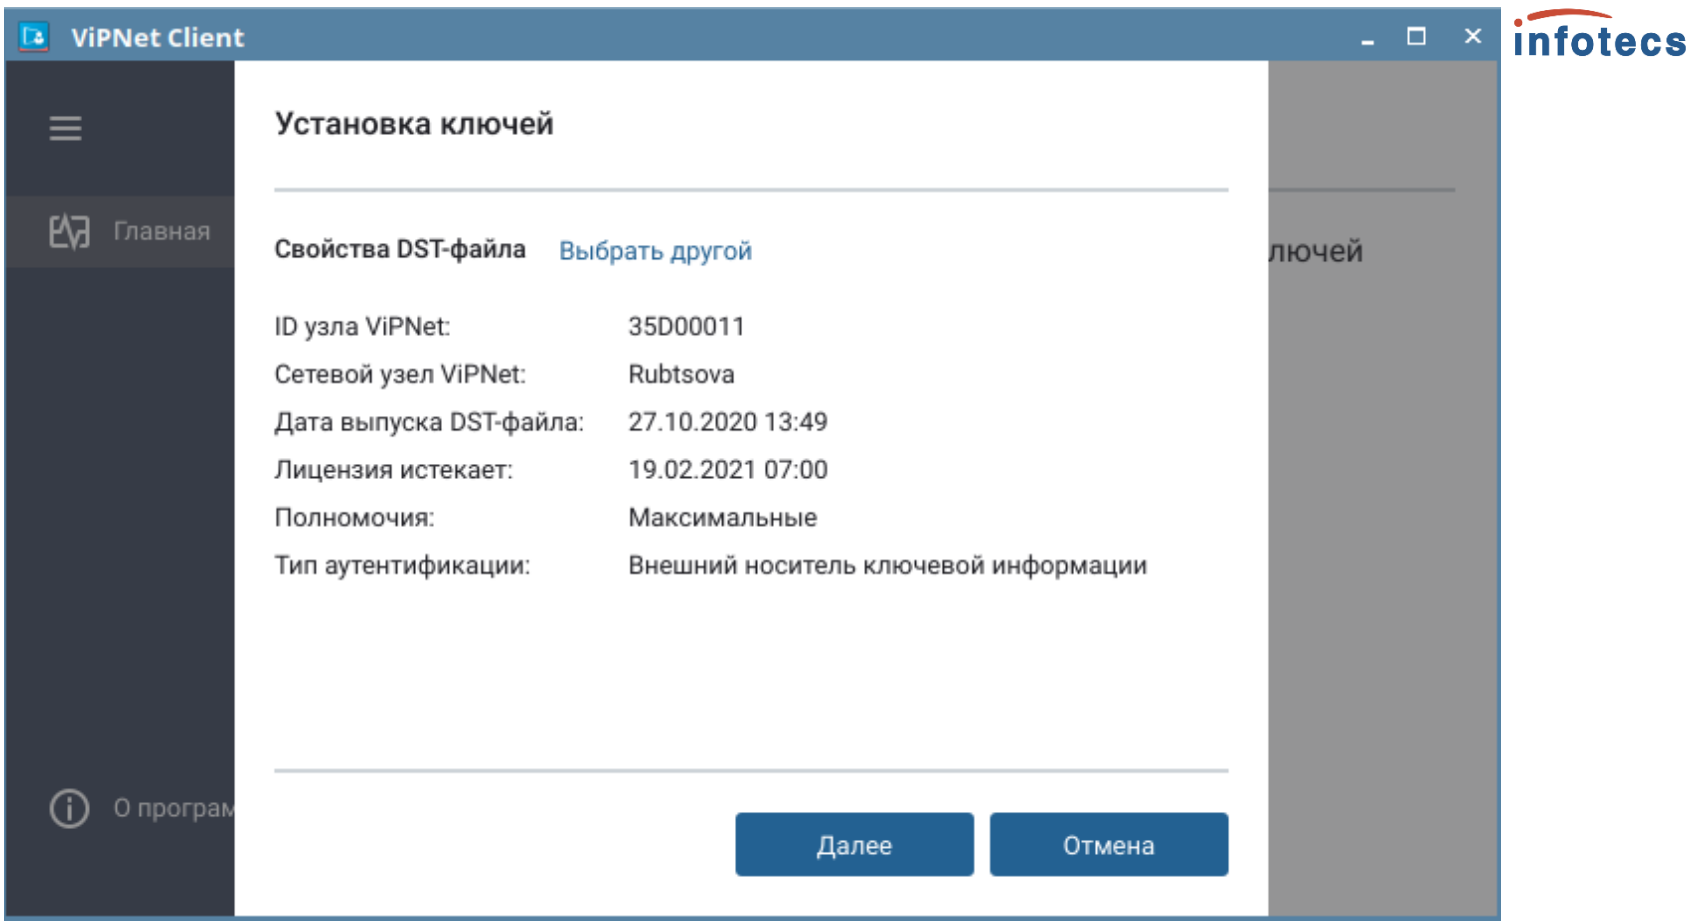 ViPNet Client
infotecs
Установка ключей
Главная
Свойства DST-файла Выбрать другой
лючей
ID узла ViPNet: 35D00011
Сетевой узел ViPNet: Rubtsova
Дата выпуска DST-файла: 27.10.2020 13:49
Лицензия истекает: 19.02.2021 07:00
Полномочия: Максимальные
Тип аутентификации: Внешний носитель ключевой информации
О програм
Далее Отмена